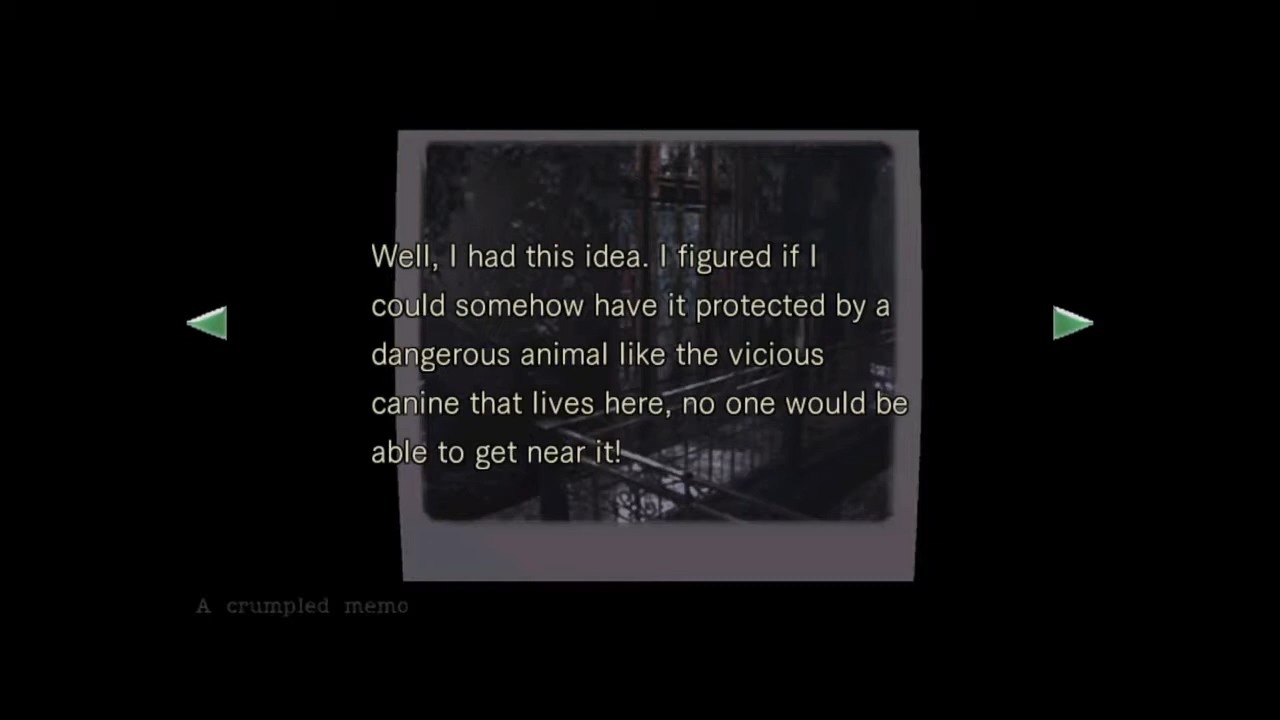 Well, I had this idea. I figured if I
could somehow have it protected by a
dangerous animal like the vicious
canine that lives here, no one would be
able to get near it!
A crumpled memo